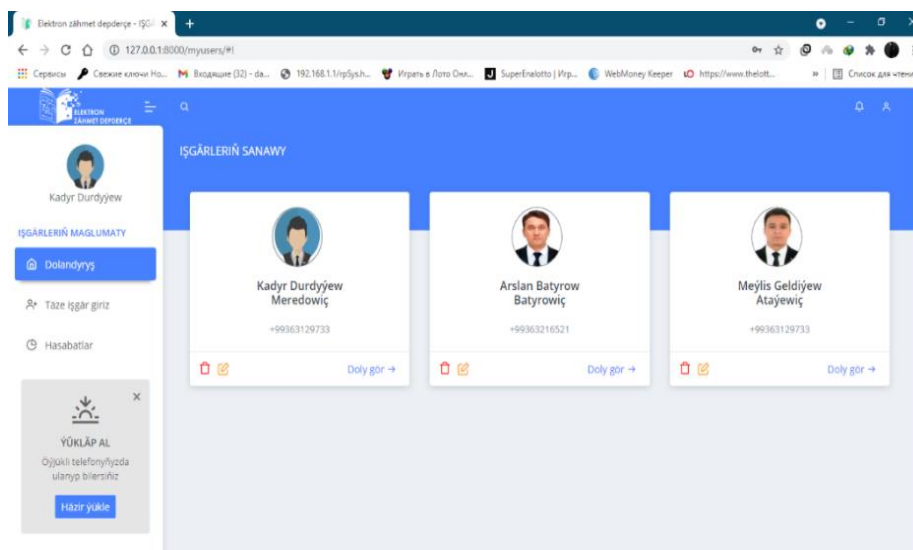 Elektron zähmet depderçe - IŞGÄ
127.0.0.1:8000/myusers/#!
Сервисы
Свежие ключи Но...
Входящие (32) - da...
192.168.1.1/rpSys.h...
Играть в Лото Онл...
SuperEnalotto | Игр...
WebMoney Keeper
https://www.thelott...
»
Список для чтени
ELEKTRON
ZÄHMET DEPDERÇE
Kadyr Durdyýew
IŞGÄRLERIŇ MAGLUMATY
Dolandyryş
Täze işgär giriz
Hasabatlar
ÝÜKLÄP AL
Öýjükli telefonyňyzda
ulanyp bilersiňiz
Häzir ýükle
IŞGÄRLERIŇ SANAWY
Kadyr Durdyýew
Meredowiç
+99363129733
Doly gör →
Arslan Batyrow
Batyrowiç
+99363216521
Doly gör →
Meýlis Geldiýew
Ataýewiç
+99363129733
Doly gör →